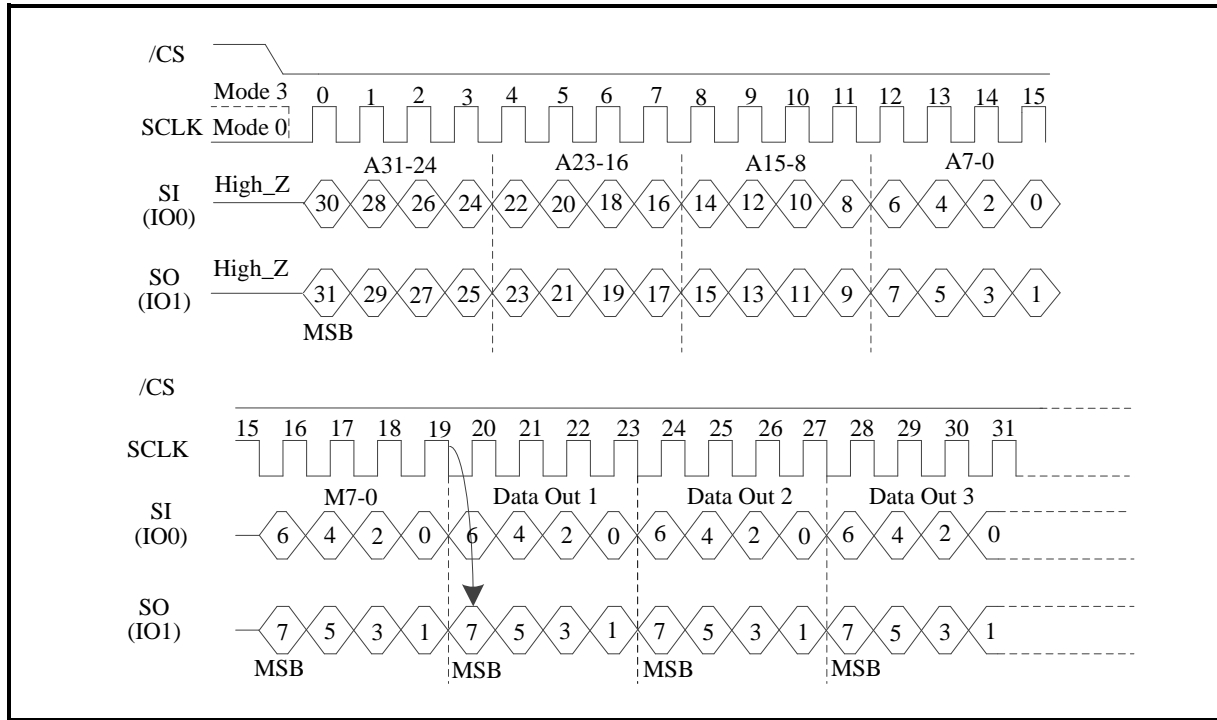 /CS
Mode 3 0 1 2 3 4 5 6 7 8 9 10 11 12 13 14 15
SCLK Mode 0
A31-24 A23-16 A15-8 A7-0
SI
(IO0)
High_Z 30 28 26 24 22 20 18 16 14 12 10 8 6 4 2 0
SO
(IO1)
High_Z 31 29 27 25 23 21 19 17 15 13 11 9 7 5 3 1
MSB
/CS
15 16 17 18 19 20 21 22 23 24 25 26 27 28 29 30 31
SCLK
M7-0 Data Out 1 Data Out 2 Data Out 3
SI
(IO0)
6 4 2 0 6 4 2 0 6 4 2 0 6 4 2 0
SO
(IO1)
7 5 3 1 7 5 3 1 7 5 3 1 7 5 3 1
MSB MSB MSB MSB